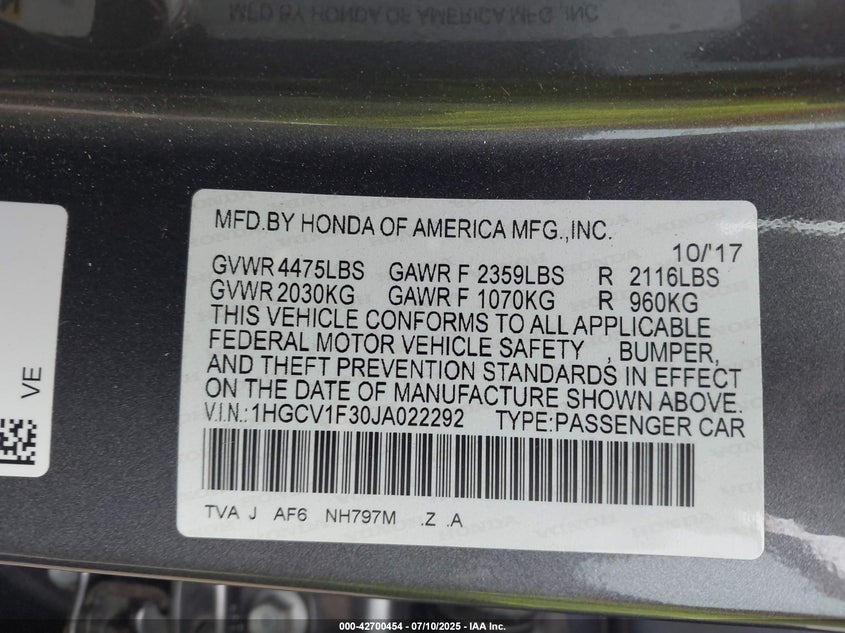 MFD.BY HONDA OF AMERICA MFG.,INC.
10/'17
GVWR 4475LBS GAWR F 2359LBS R 2116LBS
GVWR 2030KG GAWR F 1070KG R 960KG
THIS VEHICLE CONFORMS TO ALL APPLICABLE
FEDERAL MOTOR VEHICLE SAFETY , BUMPER,
AND THEFT PREVENTION STANDARDS IN EFFECT
ON THE DATE OF MANUFACTURE SHOWN ABOVE.
V.I.N.:1HGCV1F30JA022292 TYPE:PASSENGER CAR
TVA J AF6 NH797M .Z .A
VE
000-42700454 - 07/10/2025 - IAA Inc.